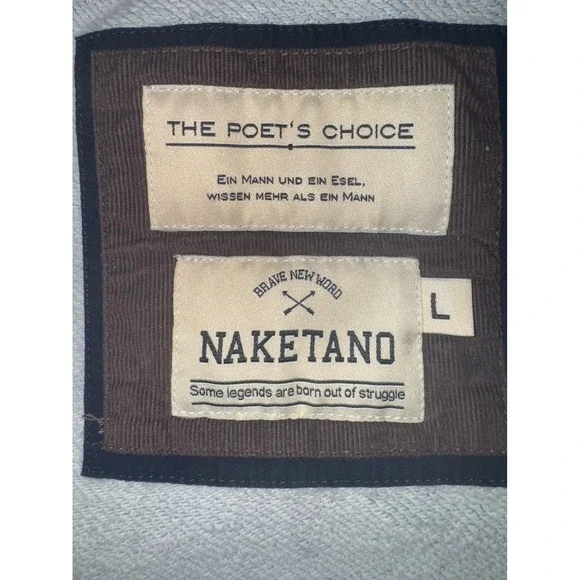 THE POET'S CHOICE
EIN MANN UND EIN ESEL,
WISSEN MEHR ALS EIN MANN
BRAVE NEW WORD
NAKETANO
L
Some legends are born out of struggle